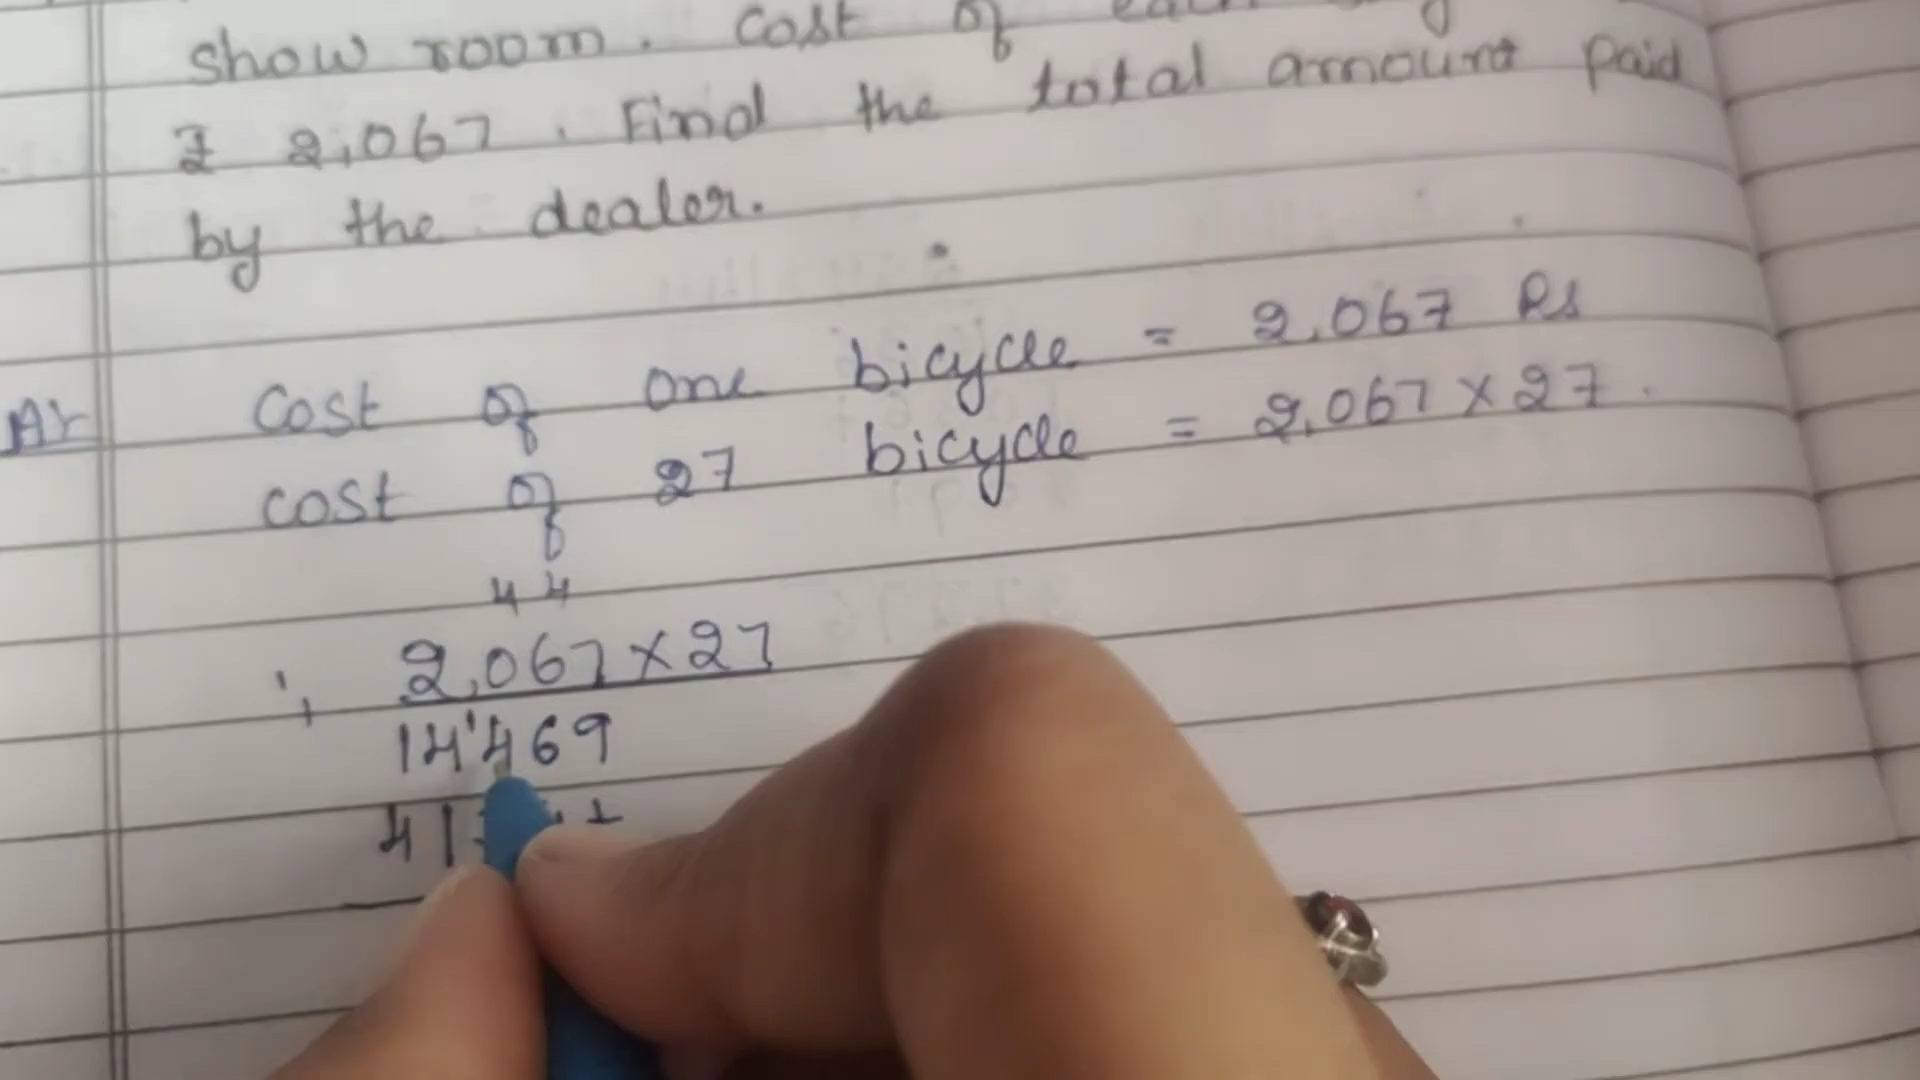 show room. Cost of
₹ 2,067. Find the total amount paid
by the dealer.
Ar Cost of one bicycle = 2,067 Rs
cost of 27 bicycle = 2,067 × 27.
4 4
2,067 × 27
14'469
41